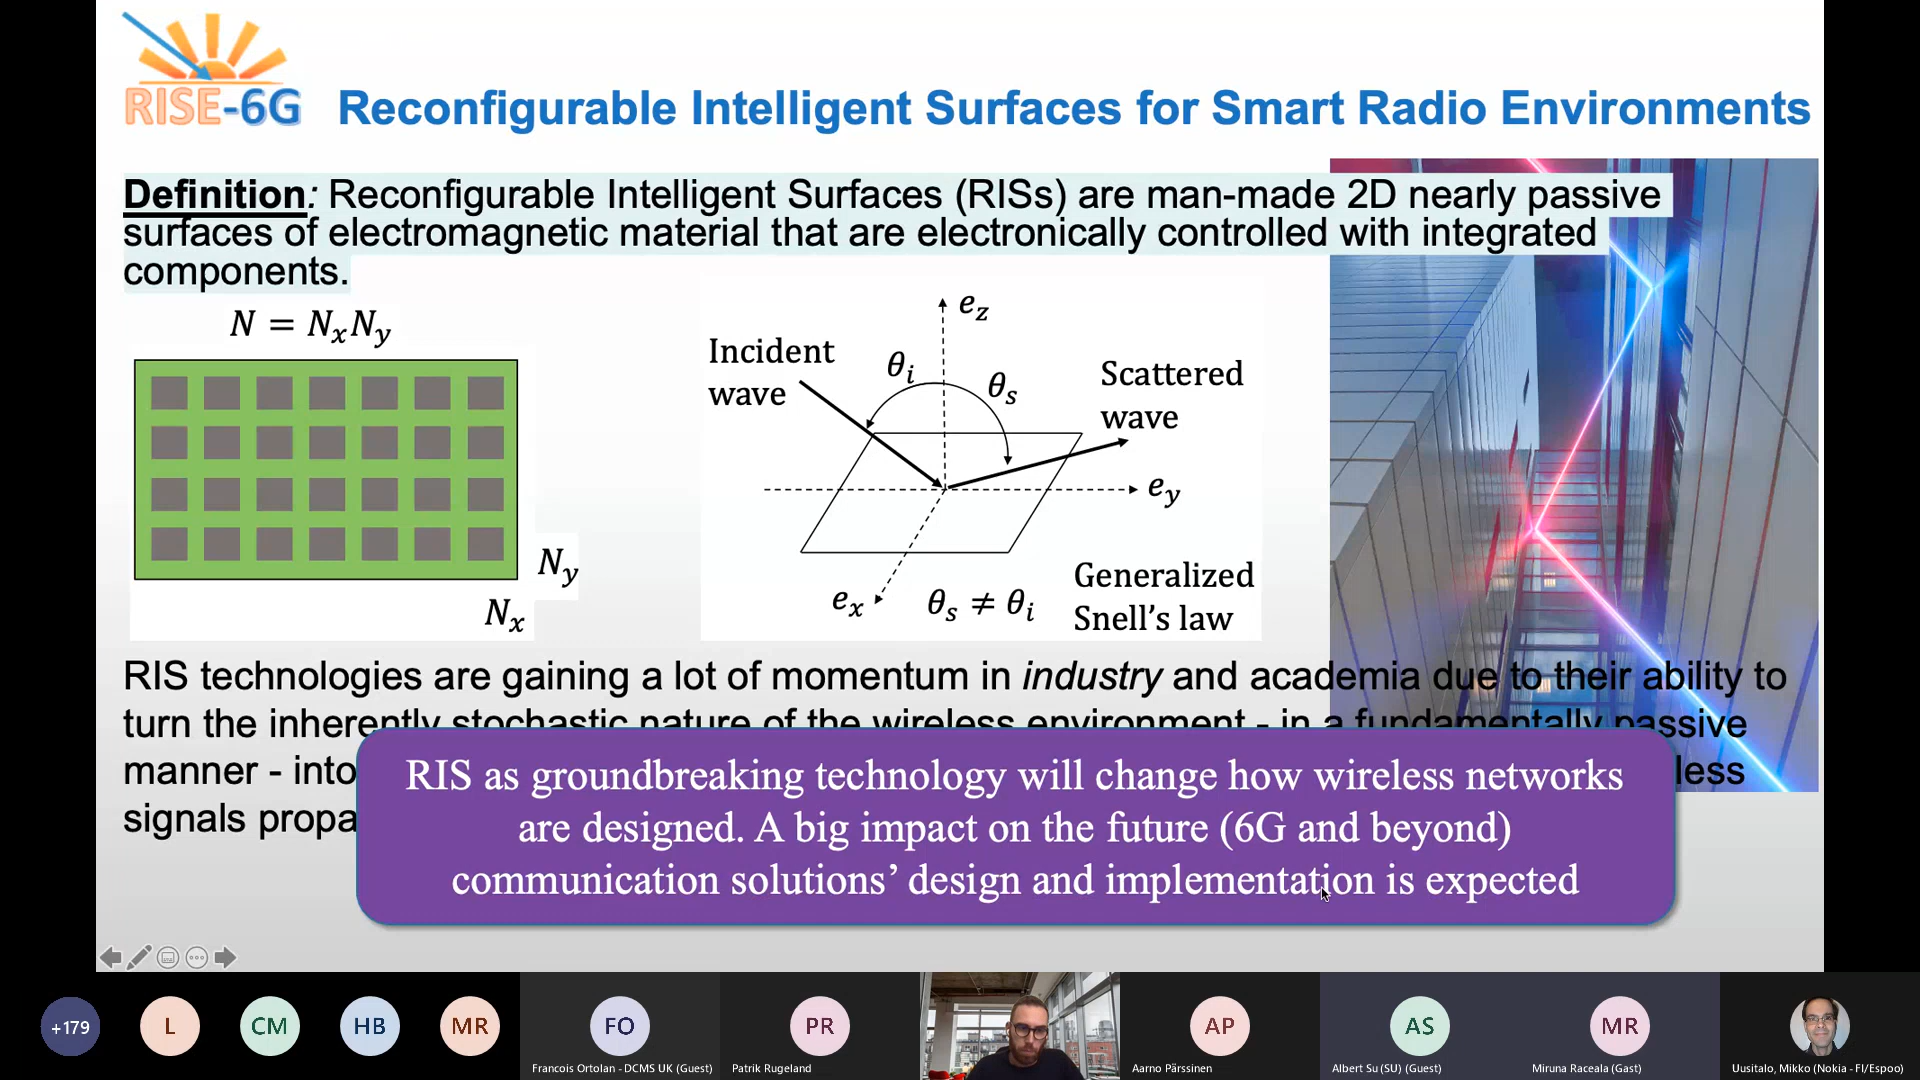 RISE-6G
Reconfigurable Intelligent Surfaces for Smart Radio Environments
Definition: Reconfigurable Intelligent Surfaces (RISs) are man-made 2D nearly passive
surfaces of electromagnetic material that are electronically controlled with integrated
components.
N = NxNy
Ny
Nx
ez
Incident
wave
θi
θs
Scattered
wave
ey
ex
θs ≠ θi
Generalized
Snell's law
RIS technologies are gaining a lot of momentum in industry and academia due to their ability to
turn the inherently stochastic nature of the wireless environment - in a fundamentally passive
manner - into
less
signals propa
RIS as groundbreaking technology will change how wireless networks
are designed. A big impact on the future (6G and beyond)
communication solutions' design and implementation is expected
+179
L
CM
HB
MR
FO
PR
AP
AS
MR
Francois Ortolan - DCMS UK (Guest)
Patrik Rugeland
Aarno Pärssinen
Albert Su (SU) (Guest)
Miruna Raceala (Gast)
Uusitalo, Mikko (Nokia - FI/Espoo)